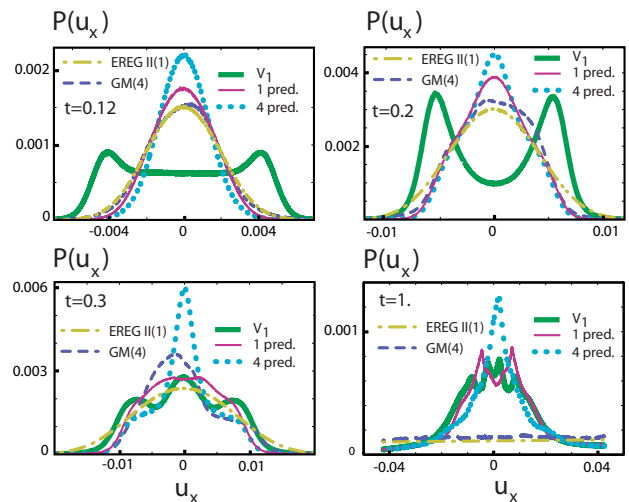 P(u_x)
0.002
0.001
0
EREG II(1)
GM(4)
t=0.12
V_1
1 pred.
4 pred.
-0.004
0
0.004
P(u_x)
0.004
0.002
0
EREG II(1)
GM(4)
t=0.2
V_1
1 pred.
4 pred.
-0.01
0
0.01
P(u_x)
0.006
0.003
0
t=0.3
EREG II(1)
GM(4)
V_1
1 pred.
4 pred.
-0.01
0
0.01
u_x
P(u_x)
0.001
0
t=1.
EREG II(1)
GM(4)
V_1
1 pred.
4 pred.
-0.04
0
0.04
u_x